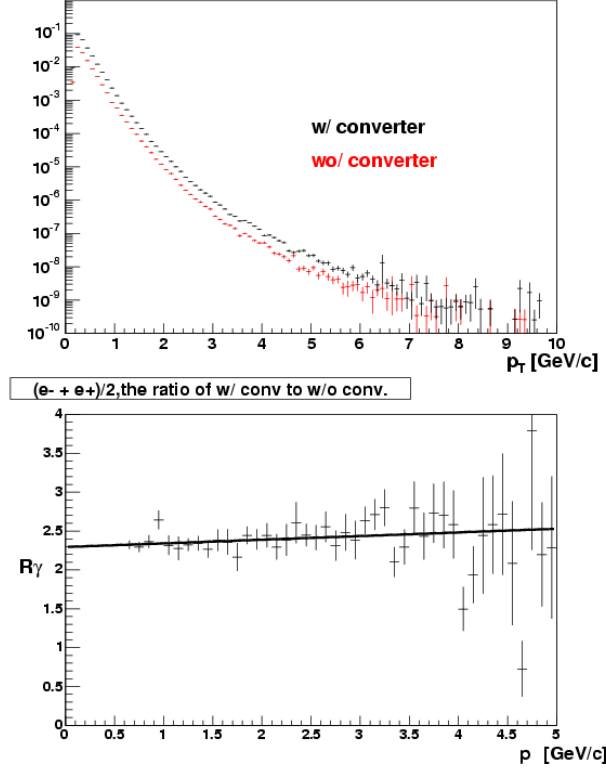 10⁻¹
10⁻²
10⁻³
10⁻⁴
10⁻⁵
10⁻⁶
10⁻⁷
10⁻⁸
10⁻⁹
10⁻¹⁰
w/ converter
wo/ converter
0 1 2 3 4 5 6 7 8 9 10
p_T [GeV/c]
(e- + e+)/2,the ratio of w/ conv to w/o conv.
4
3.5
3
2.5
Rγ
2
1.5
1
0.5
0
0 0.5 1 1.5 2 2.5 3 3.5 4 4.5 5
p [GeV/c]